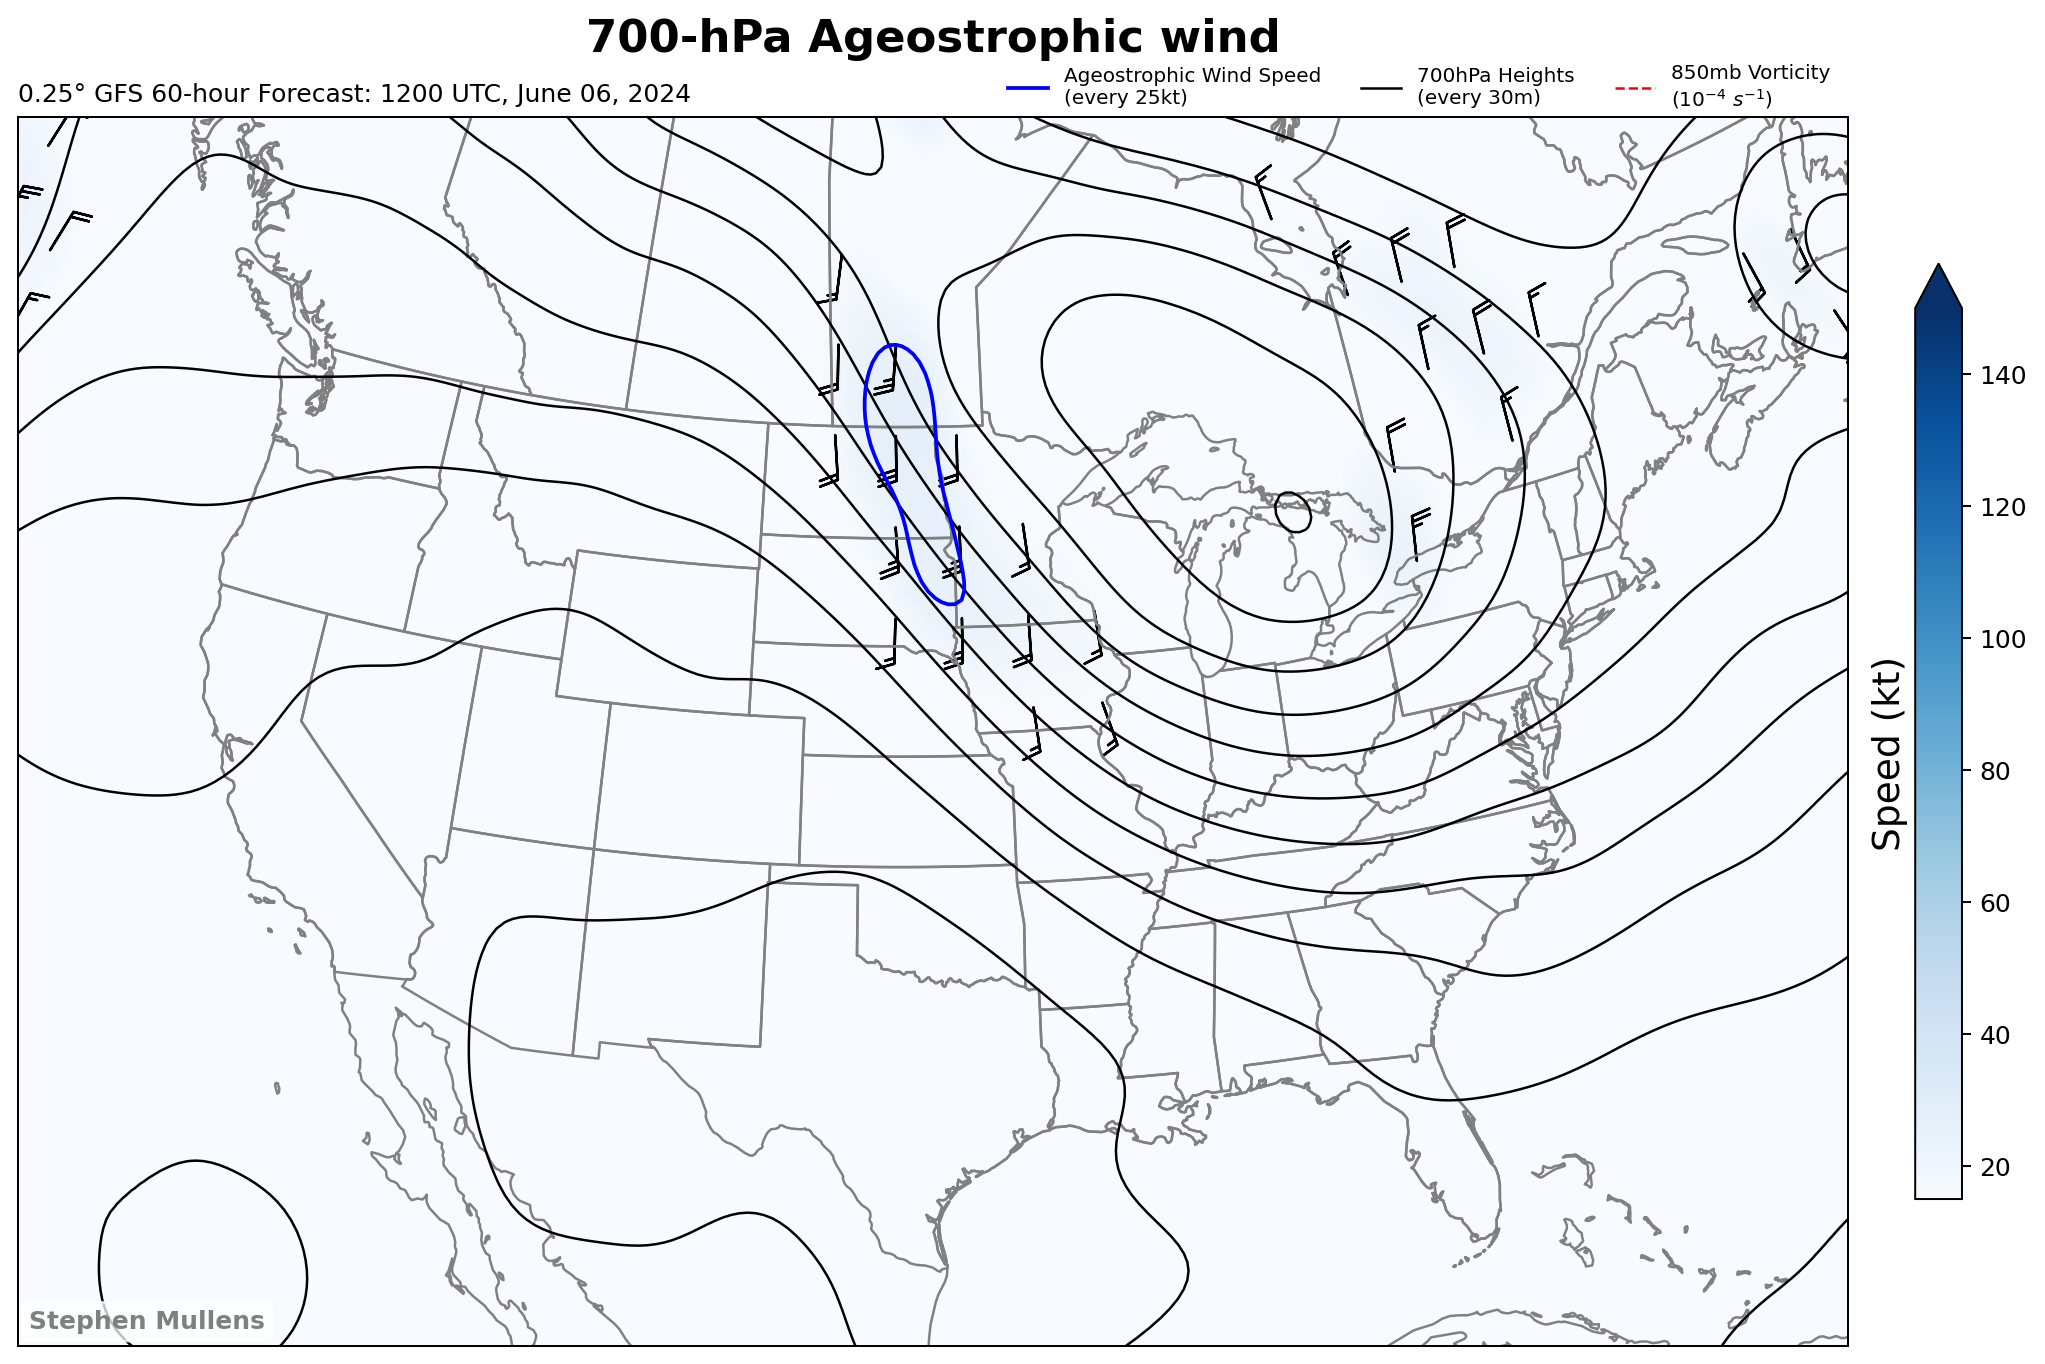 700-hPa Ageostrophic wind
0.25° GFS 60-hour Forecast: 1200 UTC, June 06, 2024
Ageostrophic Wind Speed
(every 25kt)
700hPa Heights
(every 30m)
850mb Vorticity
(10⁻⁴ s⁻¹)
140
120
100
80
60
40
20
Speed (kt)
Stephen Mullens